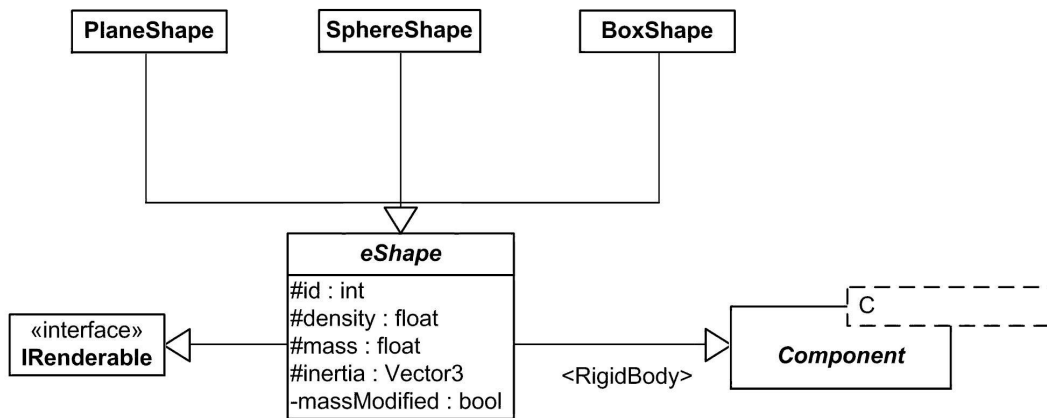 PlaneShape
SphereShape
BoxShape
eShape
#id : int
#density : float
#mass : float
#inertia : Vector3
-massModified : bool
«interface»
IRenderable
<RigidBody>
C
Component